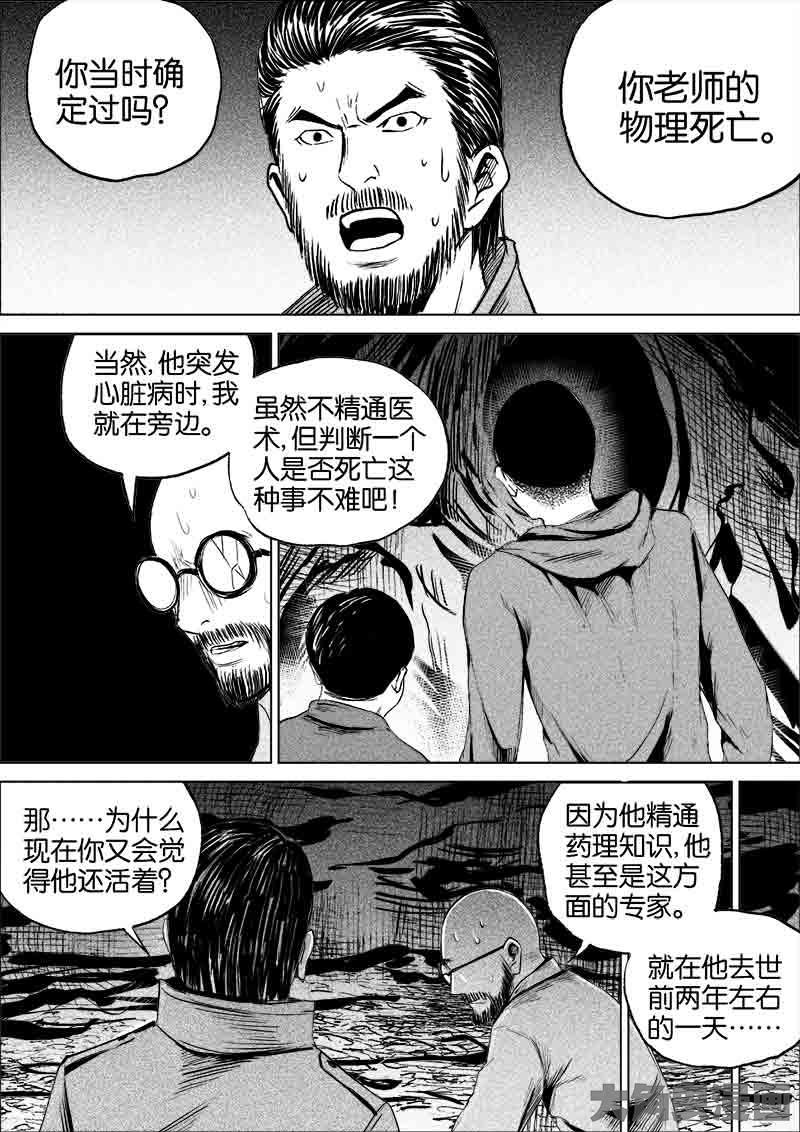 你当时确
定过吗？
你老师的
物理死亡。
当然，他突发
心脏病时，我
就在旁边。
虽然不精通医
术，但判断一个
人是否死亡这
种事不难吧！
那……为什么
现在你又会觉
得他还活着？
因为他精通
药理知识，他
甚至是这方
面的专家。
就在他去世
前两年左右
的一天……